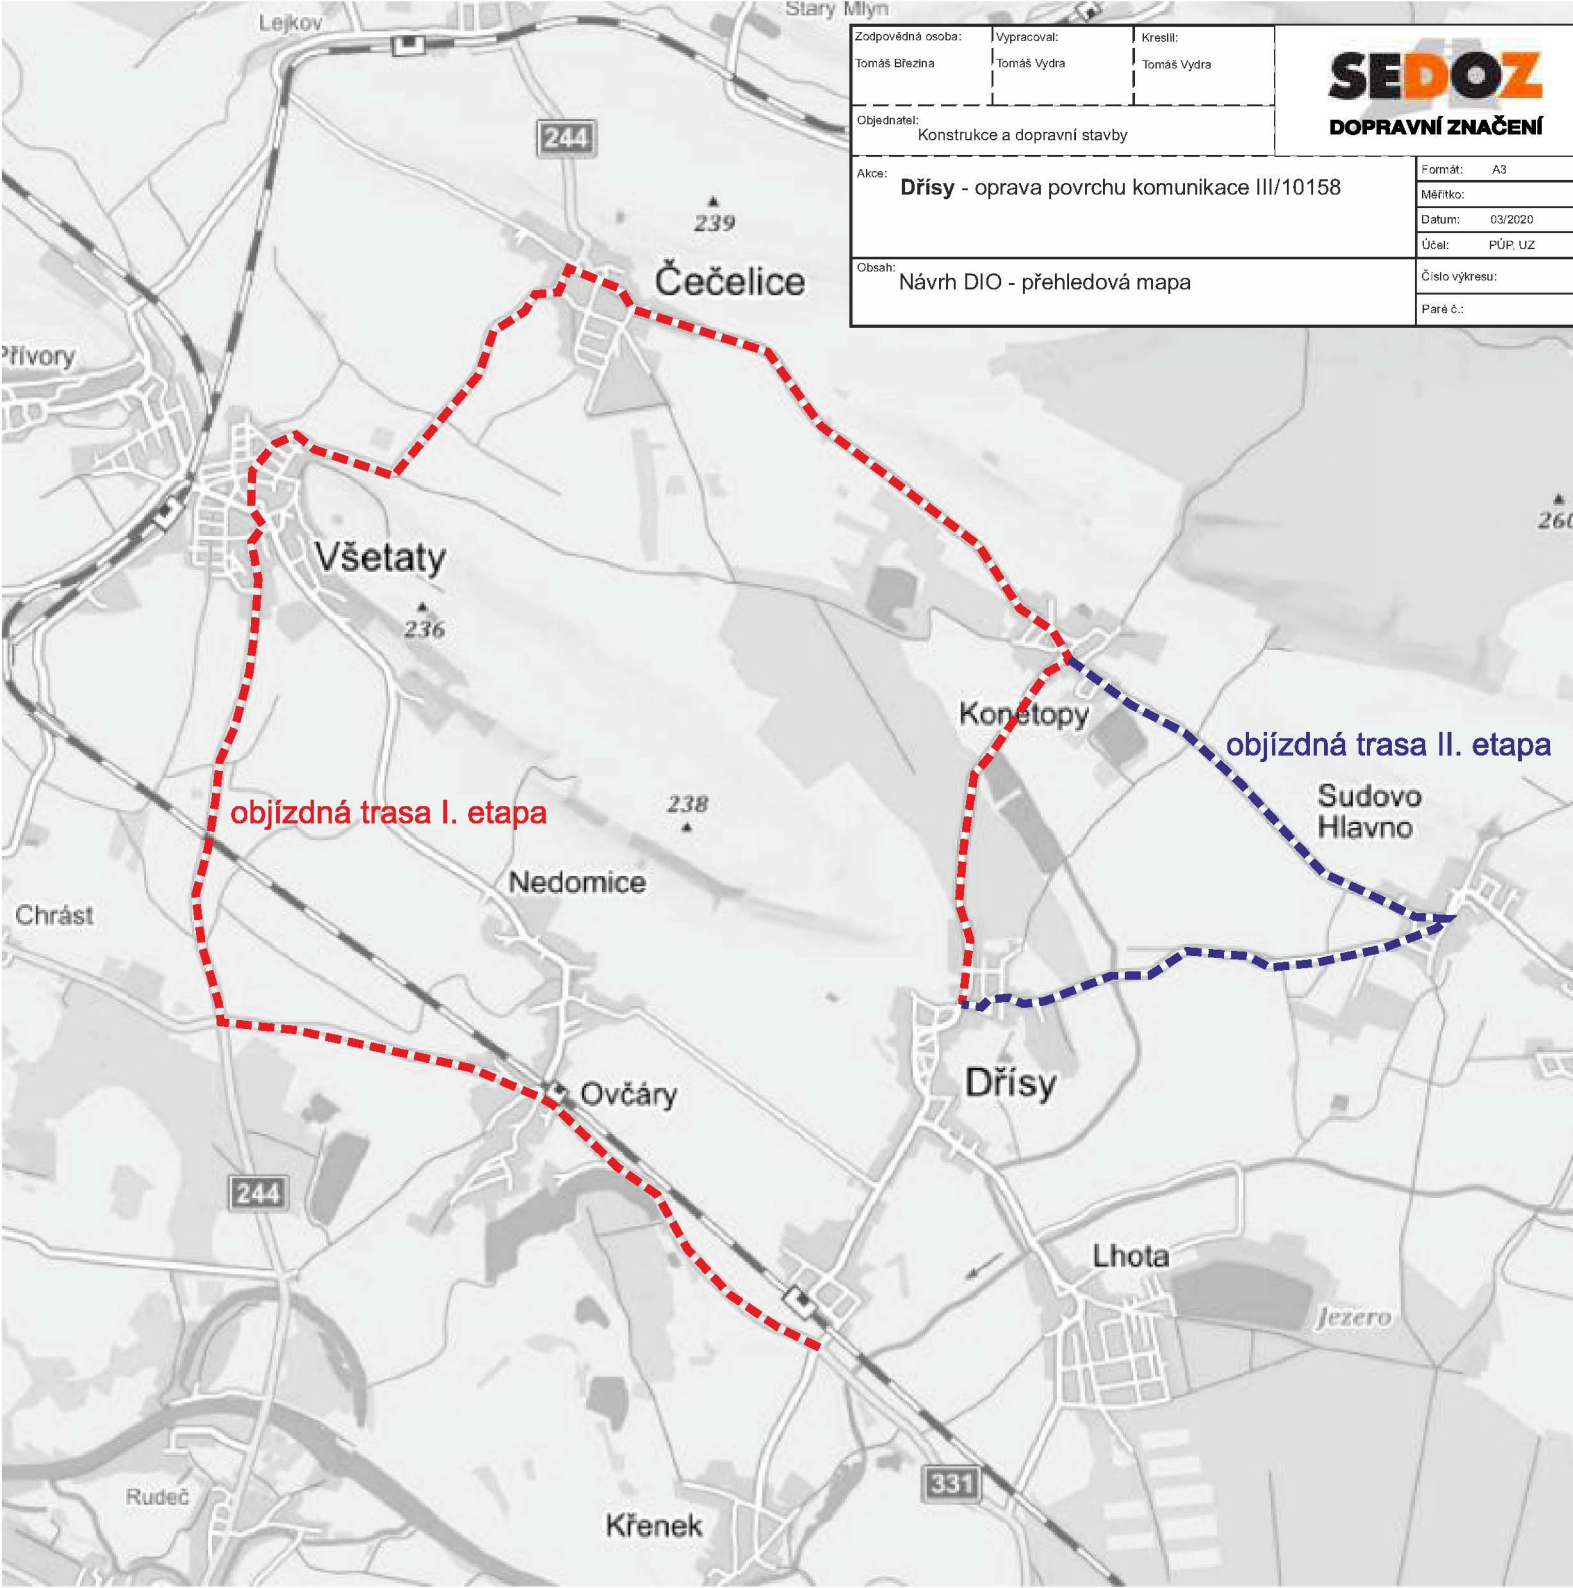 Lejkov
Starý Mlýn
Zodpovědná osoba:
Tomáš Březina
Vypracoval:
Tomáš Vydra
Kreslil:
Tomáš Vydra
SEDOZ
DOPRAVNÍ ZNAČENÍ
Objednatel:
Konstrukce a dopravní stavby
Akce: Dřísy - oprava povrchu komunikace III/10158
Formát: A3
Měřítko:
Datum: 03/2020
Účel: PÚP, UZ
Obsah: Návrh DIO - přehledová mapa
Číslo výkresu:
Paré č.:
244
239
Čečelice
Přívory
260
Všetaty
236
Konětopy
objízdná trasa II. etapa
Sudovo
Hlavno
objízdná trasa I. etapa
238
Nedomice
Chrást
Ovčáry
Dřísy
244
Lhota
Jezero
331
Rudeč
Křenek